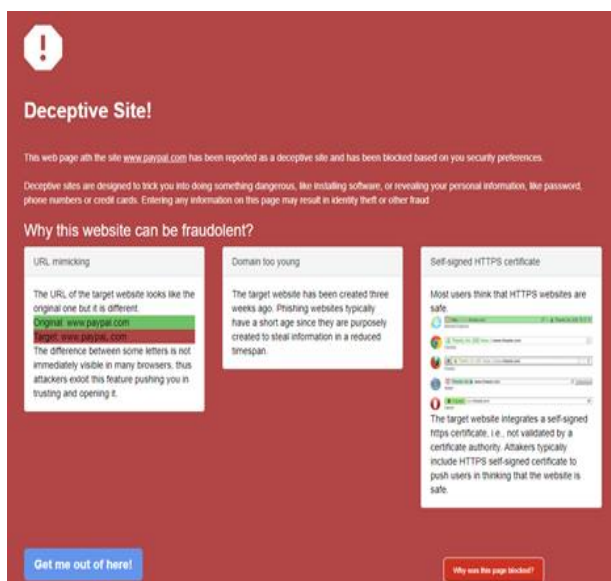 Deceptive Site!
This web page ath the site www.paypal.com has been reported as a deceptive site and has been blocked based on you security preferences.
Deceptive sites are designed to trick you into doing something dangerous, like installing software, or revealing your personal information, like password,
phone numbers or credit cards. Entering any information on this page may result in identity theft or other fraud
Why this website can be fraudolent?
URL mimicking
The URL of the target website looks like the
original one but it is different.
Original: www.paypal.com
Target: www.paypal.com
The difference between some letters is not
immediately visible in many browsers, thus
attackers exloit this feature pushing you in
trusting and opening it.
Domain too young
The target website has been created three
weeks ago. Phishing websites typically
have a short age since they are purposely
created to steal information in a reduced
timespan.
Self-signed HTTPS certificate
Most users think that HTTPS websites are
safe.
The target website integrates a self-signed
https certificate, i.e., not validated by a
certificate authority. Attakers typically
include HTTPS self-signed certificate to
push users in thinking that the website is
safe.
Get me out of here!
Why was this page blocked?